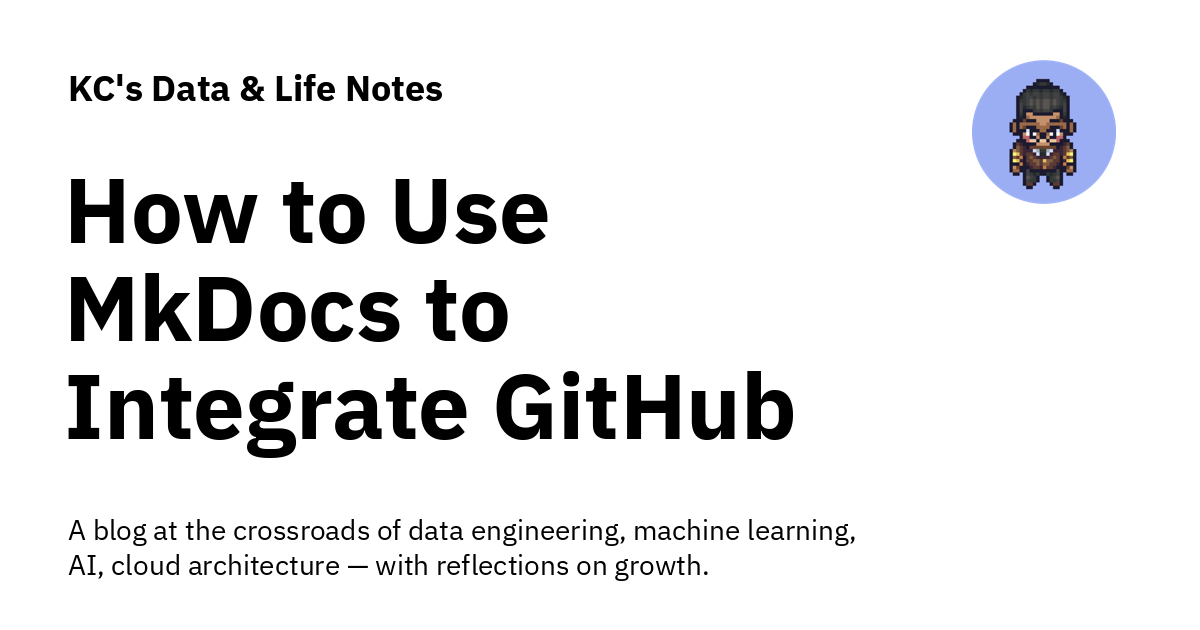 KC's Data & Life Notes
How to Use
MkDocs to
Integrate GitHub
A blog at the crossroads of data engineering, machine learning,
AI, cloud architecture — with reflections on growth.